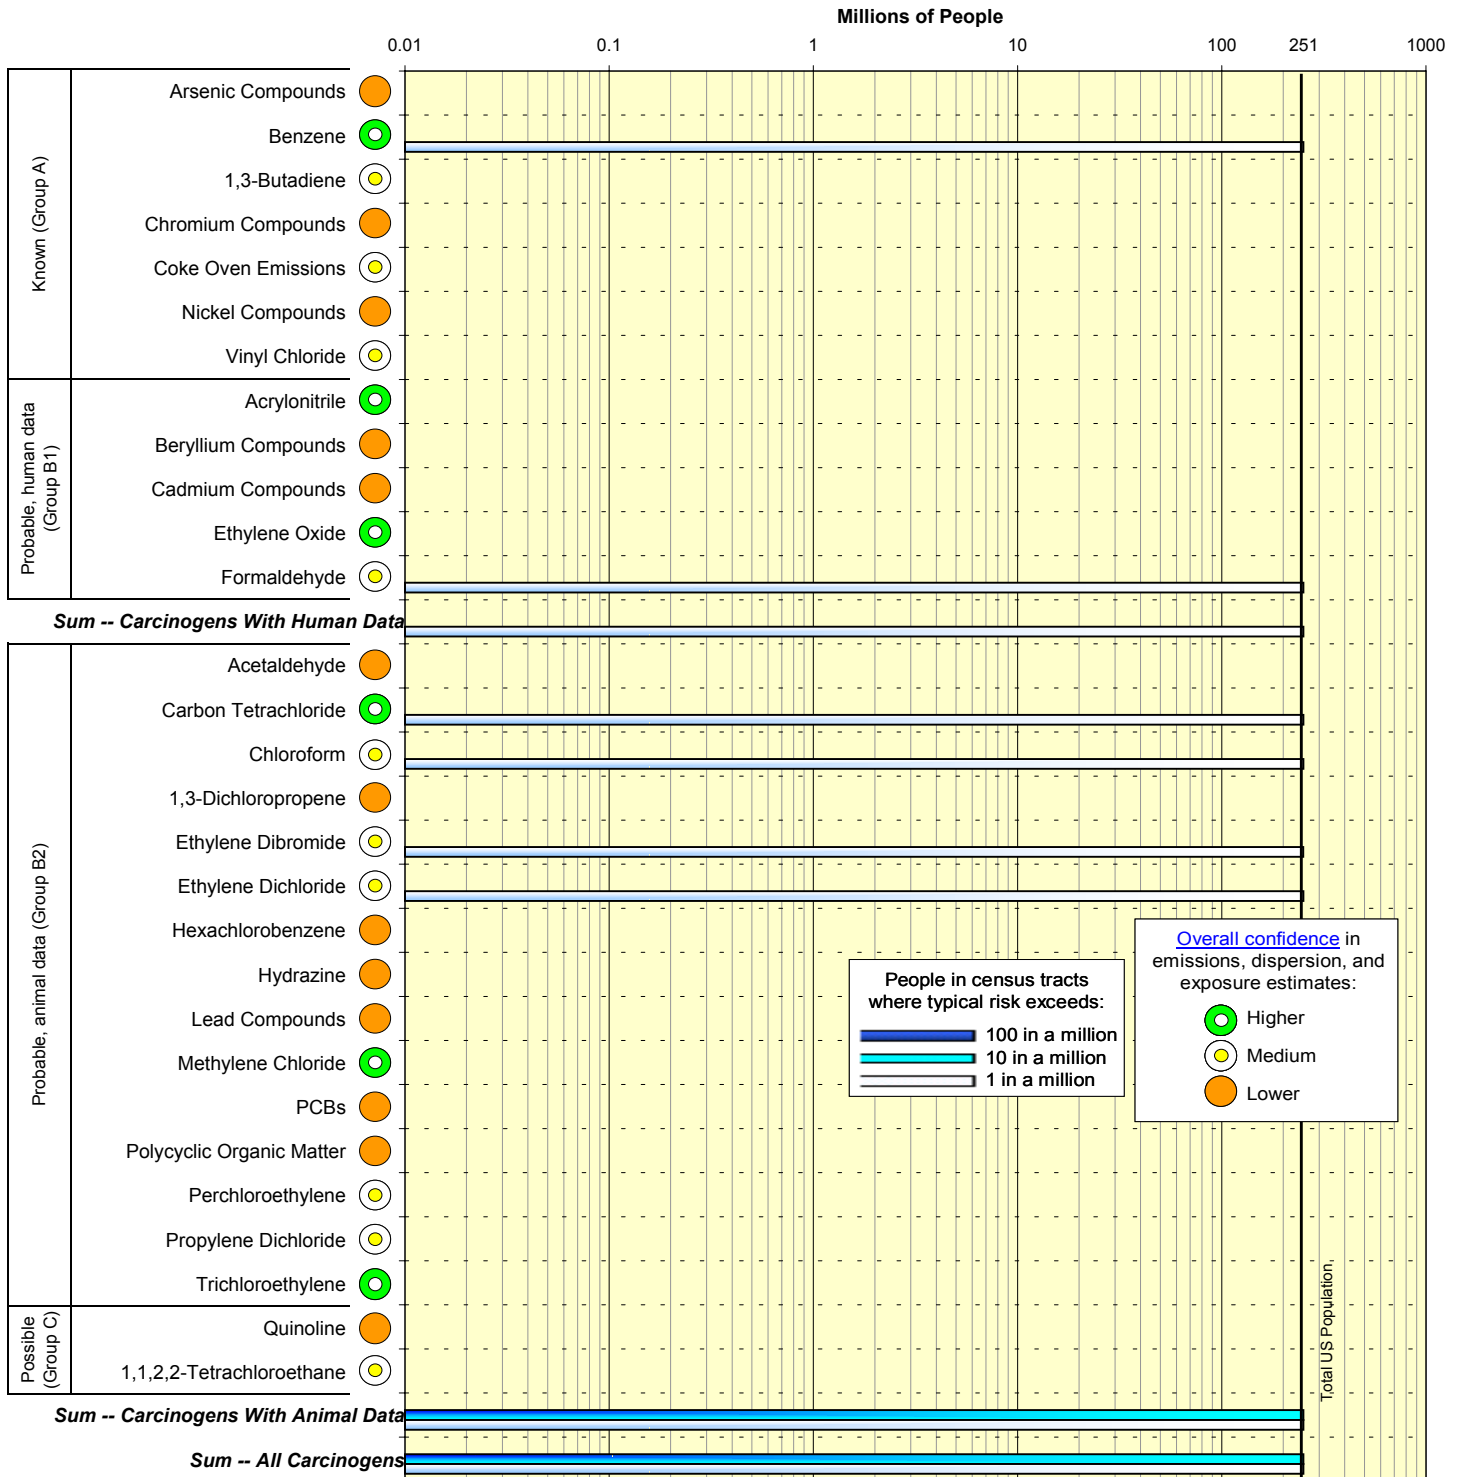 Millions of People
0.01 0.1 1 10 100 251 1000
Known (Group A)
Arsenic Compounds
Benzene
1,3-Butadiene
Chromium Compounds
Coke Oven Emissions
Nickel Compounds
Vinyl Chloride
Probable, human data
(Group B1)
Acrylonitrile
Beryllium Compounds
Cadmium Compounds
Ethylene Oxide
Formaldehyde
Sum -- Carcinogens With Human Data
Probable, animal data (Group B2)
Acetaldehyde
Carbon Tetrachloride
Chloroform
1,3-Dichloropropene
Ethylene Dibromide
Ethylene Dichloride
Hexachlorobenzene
Hydrazine
Lead Compounds
Methylene Chloride
PCBs
Polycyclic Organic Matter
Perchloroethylene
Propylene Dichloride
Trichloroethylene
Possible
(Group C)
Quinoline
1,1,2,2-Tetrachloroethane
Sum -- Carcinogens With Animal Data
Sum -- All Carcinogens
People in census tracts
where typical risk exceeds:
100 in a million
10 in a million
1 in a million
Overall confidence in
emissions, dispersion, and
exposure estimates:
Higher
Medium
Lower
Total US Population